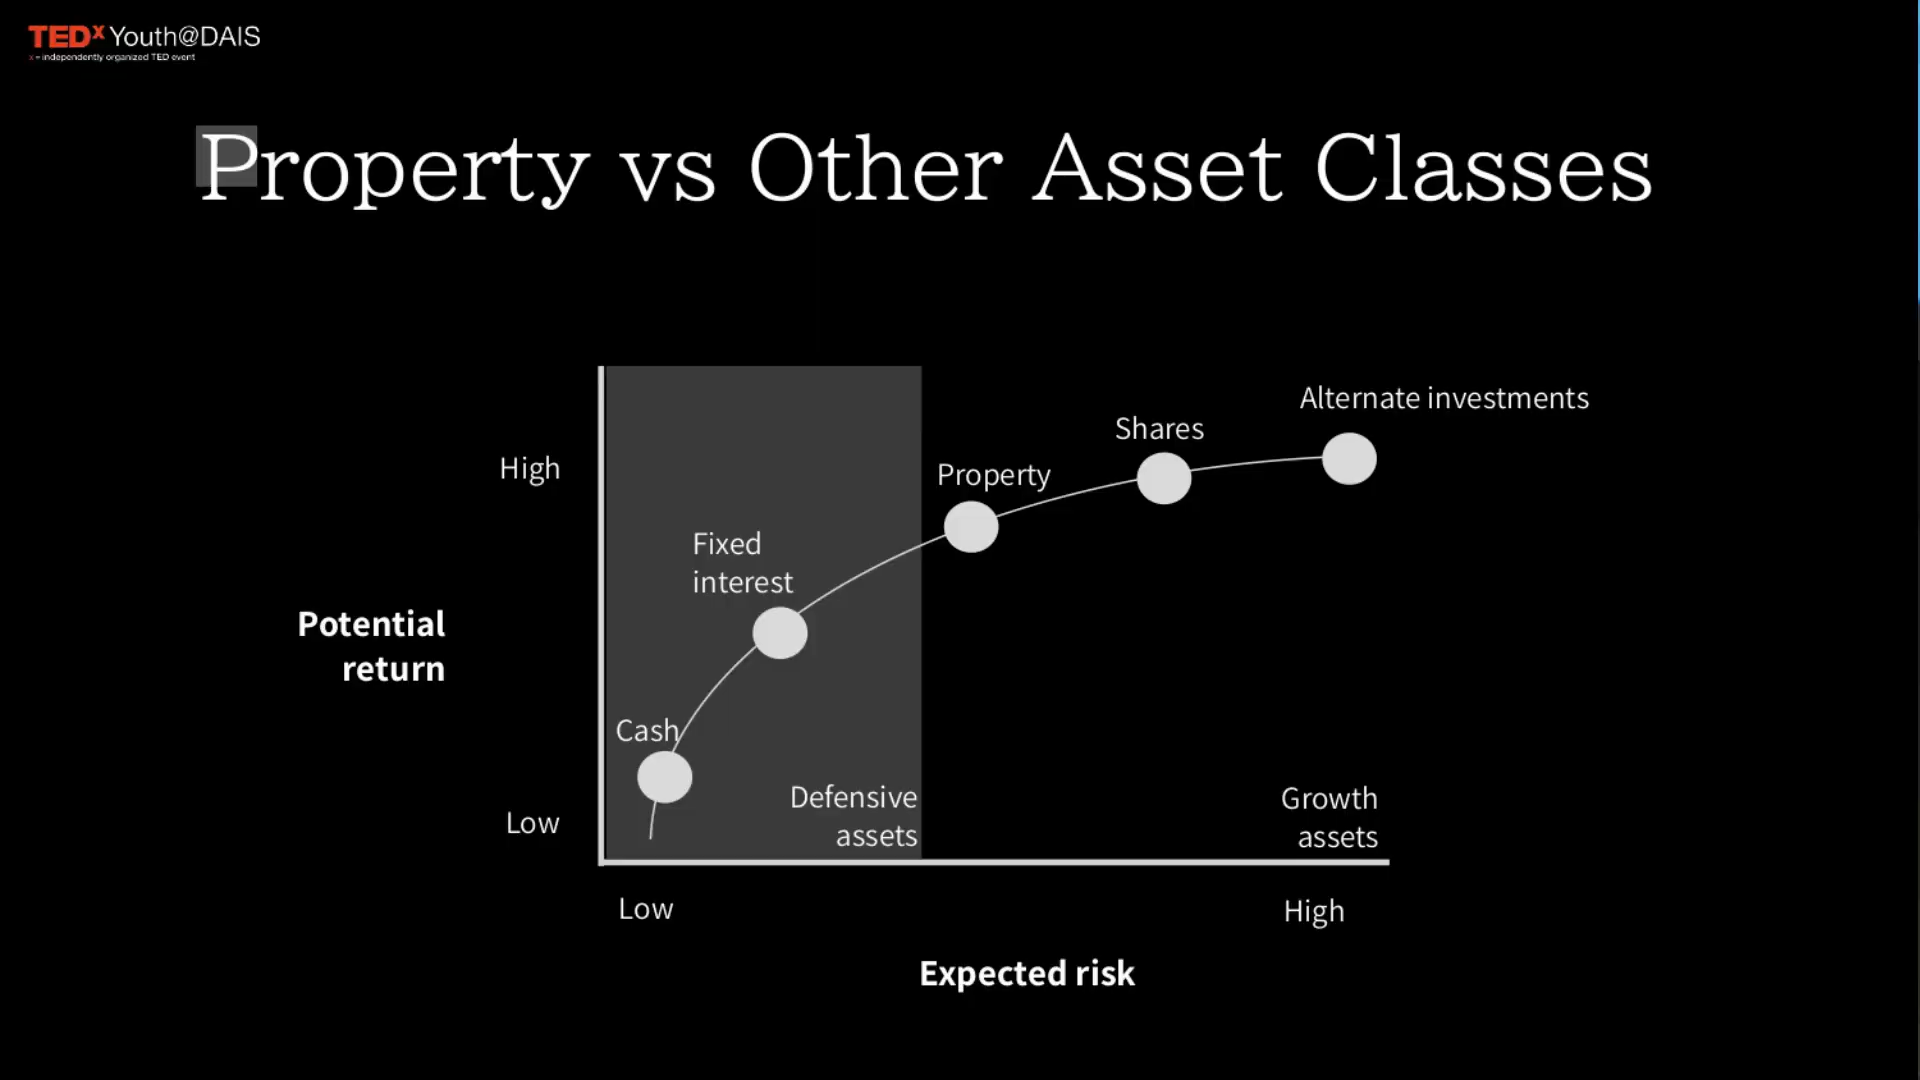 TEDx Youth@DAIS
x = independently organized TED event
Property vs Other Asset Classes
Alternate investments
Shares
High
Property
Fixed
interest
Potential
return
Cash
Defensive
assets
Growth
assets
Low
Low
High
Expected risk